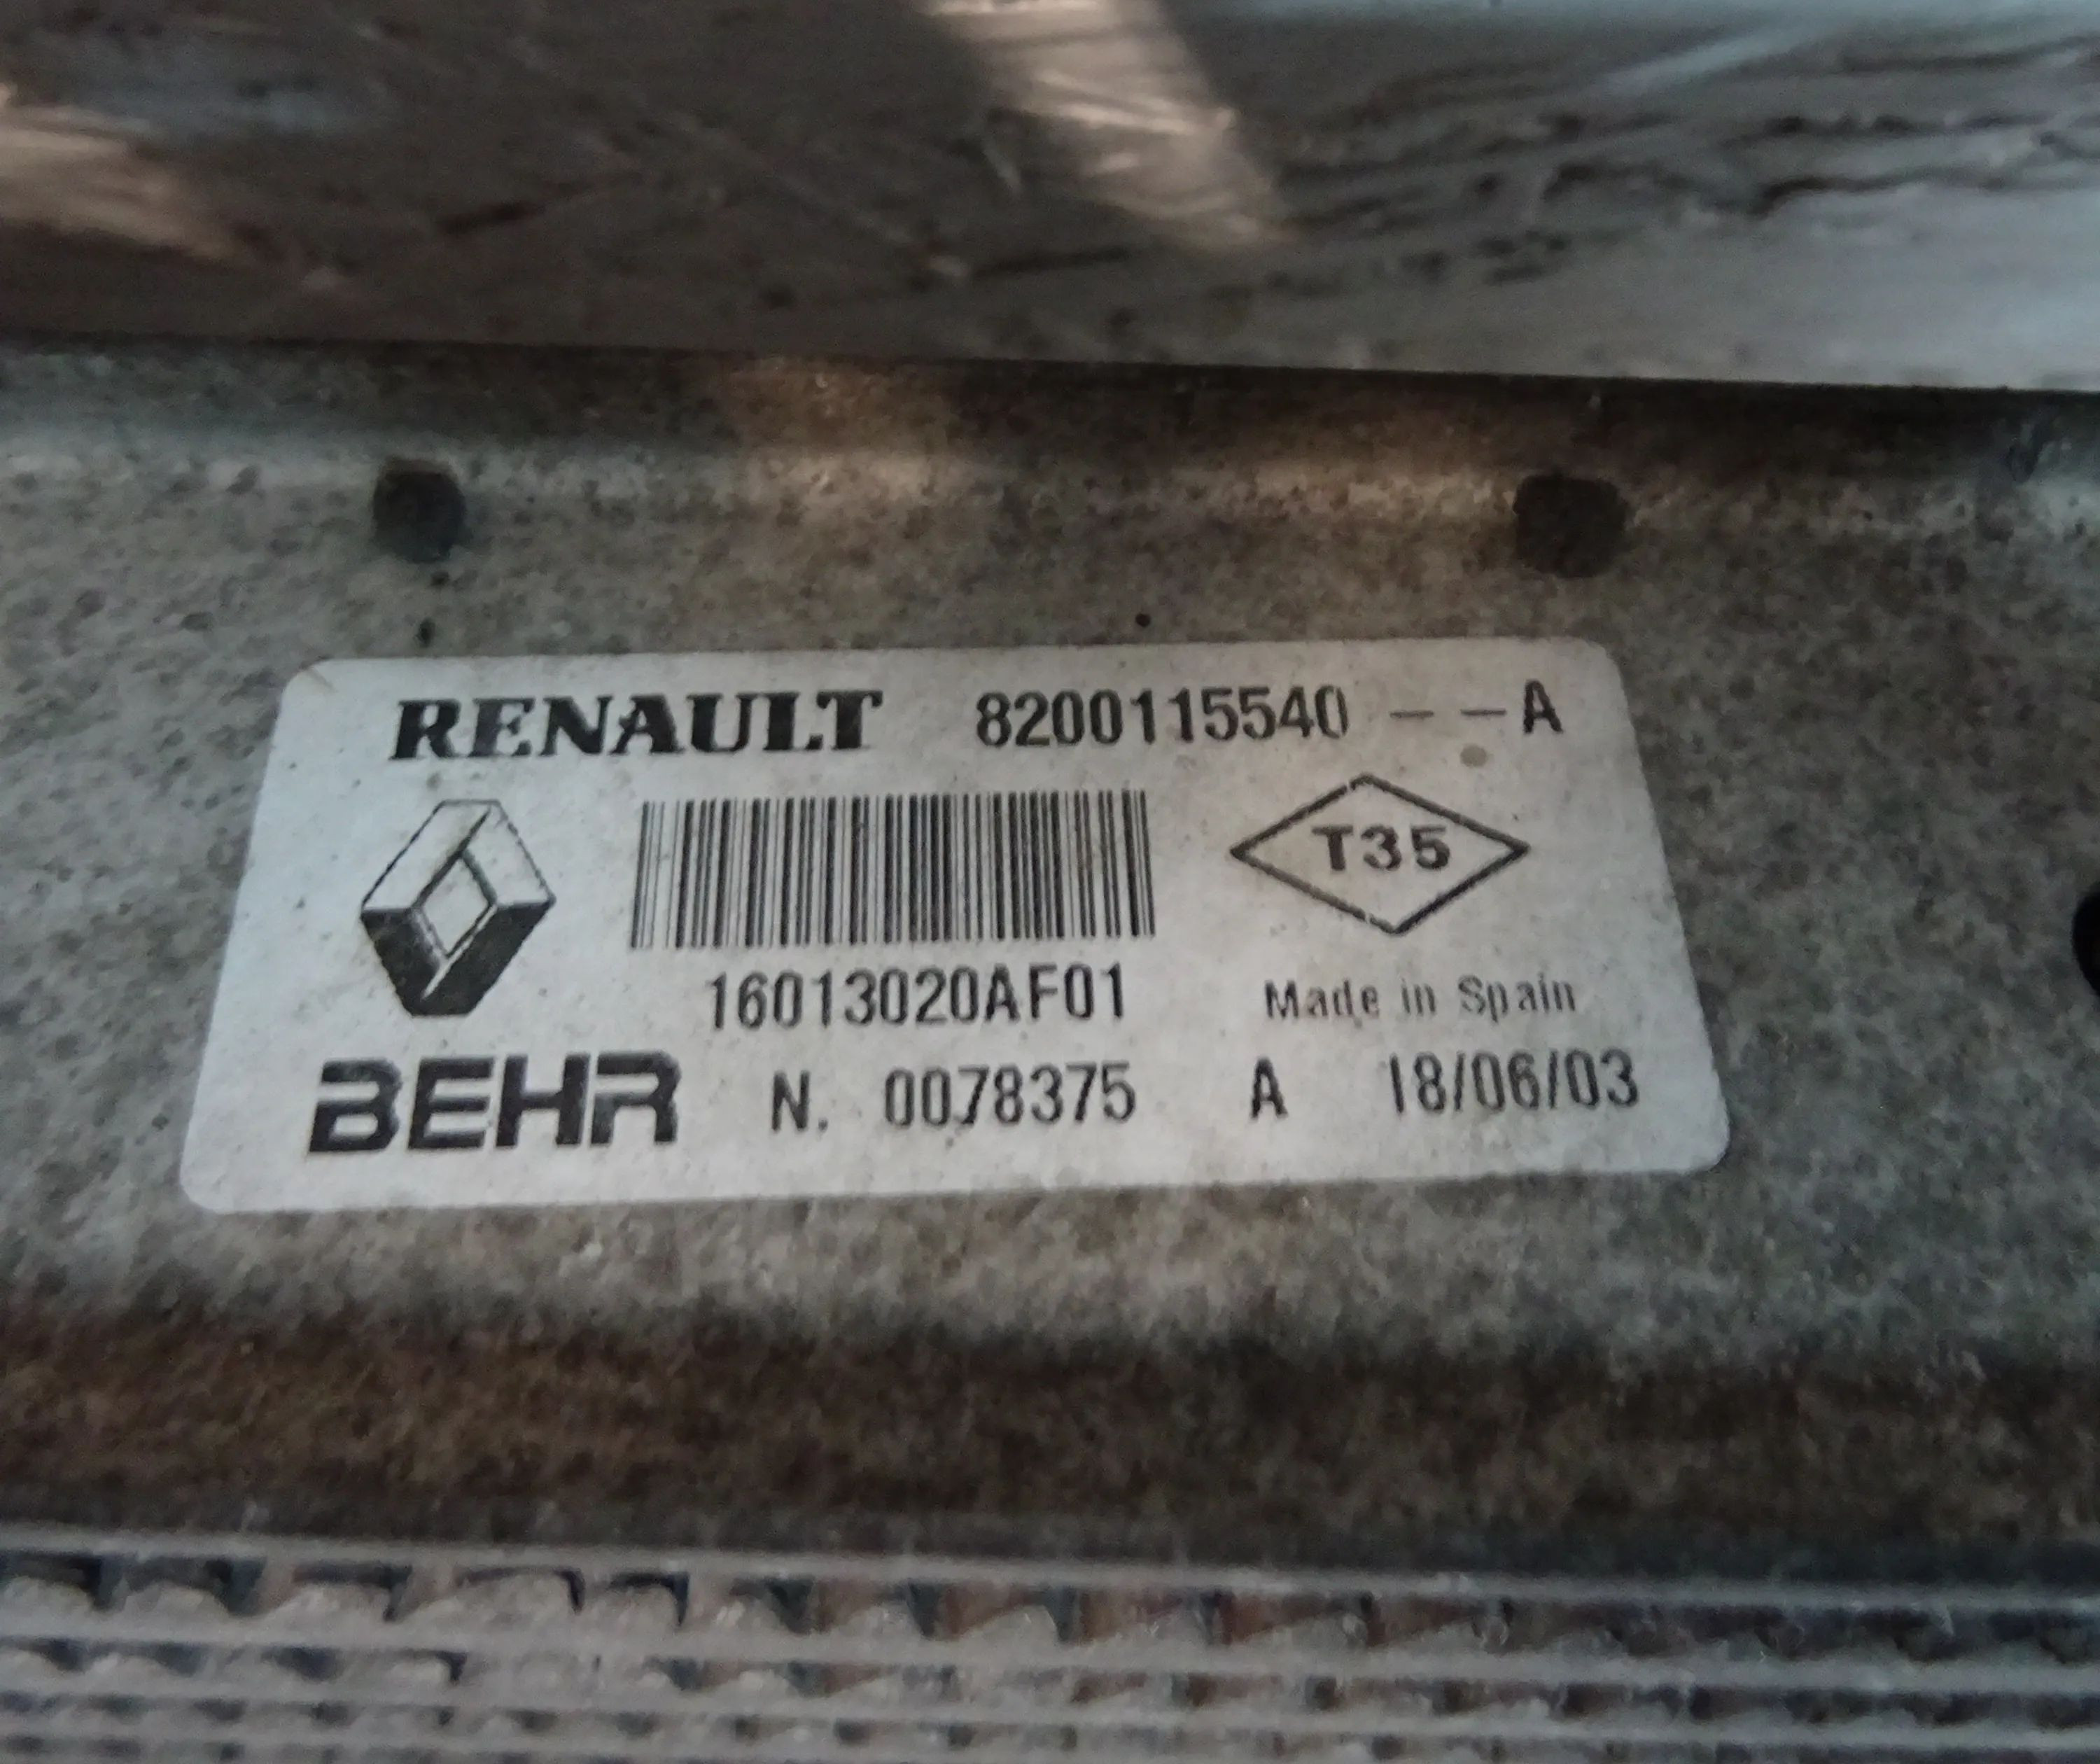 RENAULT 8200115540 - - A
T35
16013020AF01 Made in Spain
BEHR N. 0078375 A 18/06/03